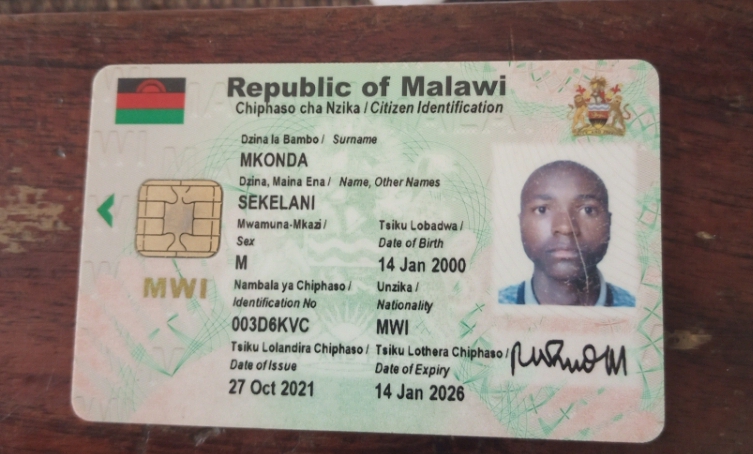 Republic of Malawi
Chiphaso cha Nzika / Citizen Identification
Dzina la Bambo / Surname
MKONDA
Dzina, Maina Ena / Name, Other Names
SEKELANI
Mwamuna-Mkazi / Tsiku Lobadwa /
Sex Date of Birth
M 14 Jan 2000
MWI
Nambala ya Chiphaso / Unzika /
Identification No Nationality
003D6KVC MWI
Tsiku Lolandira Chiphaso / Tsiku Lothera Chiphaso /
Date of Issue Date of Expiry
27 Oct 2021 14 Jan 2026